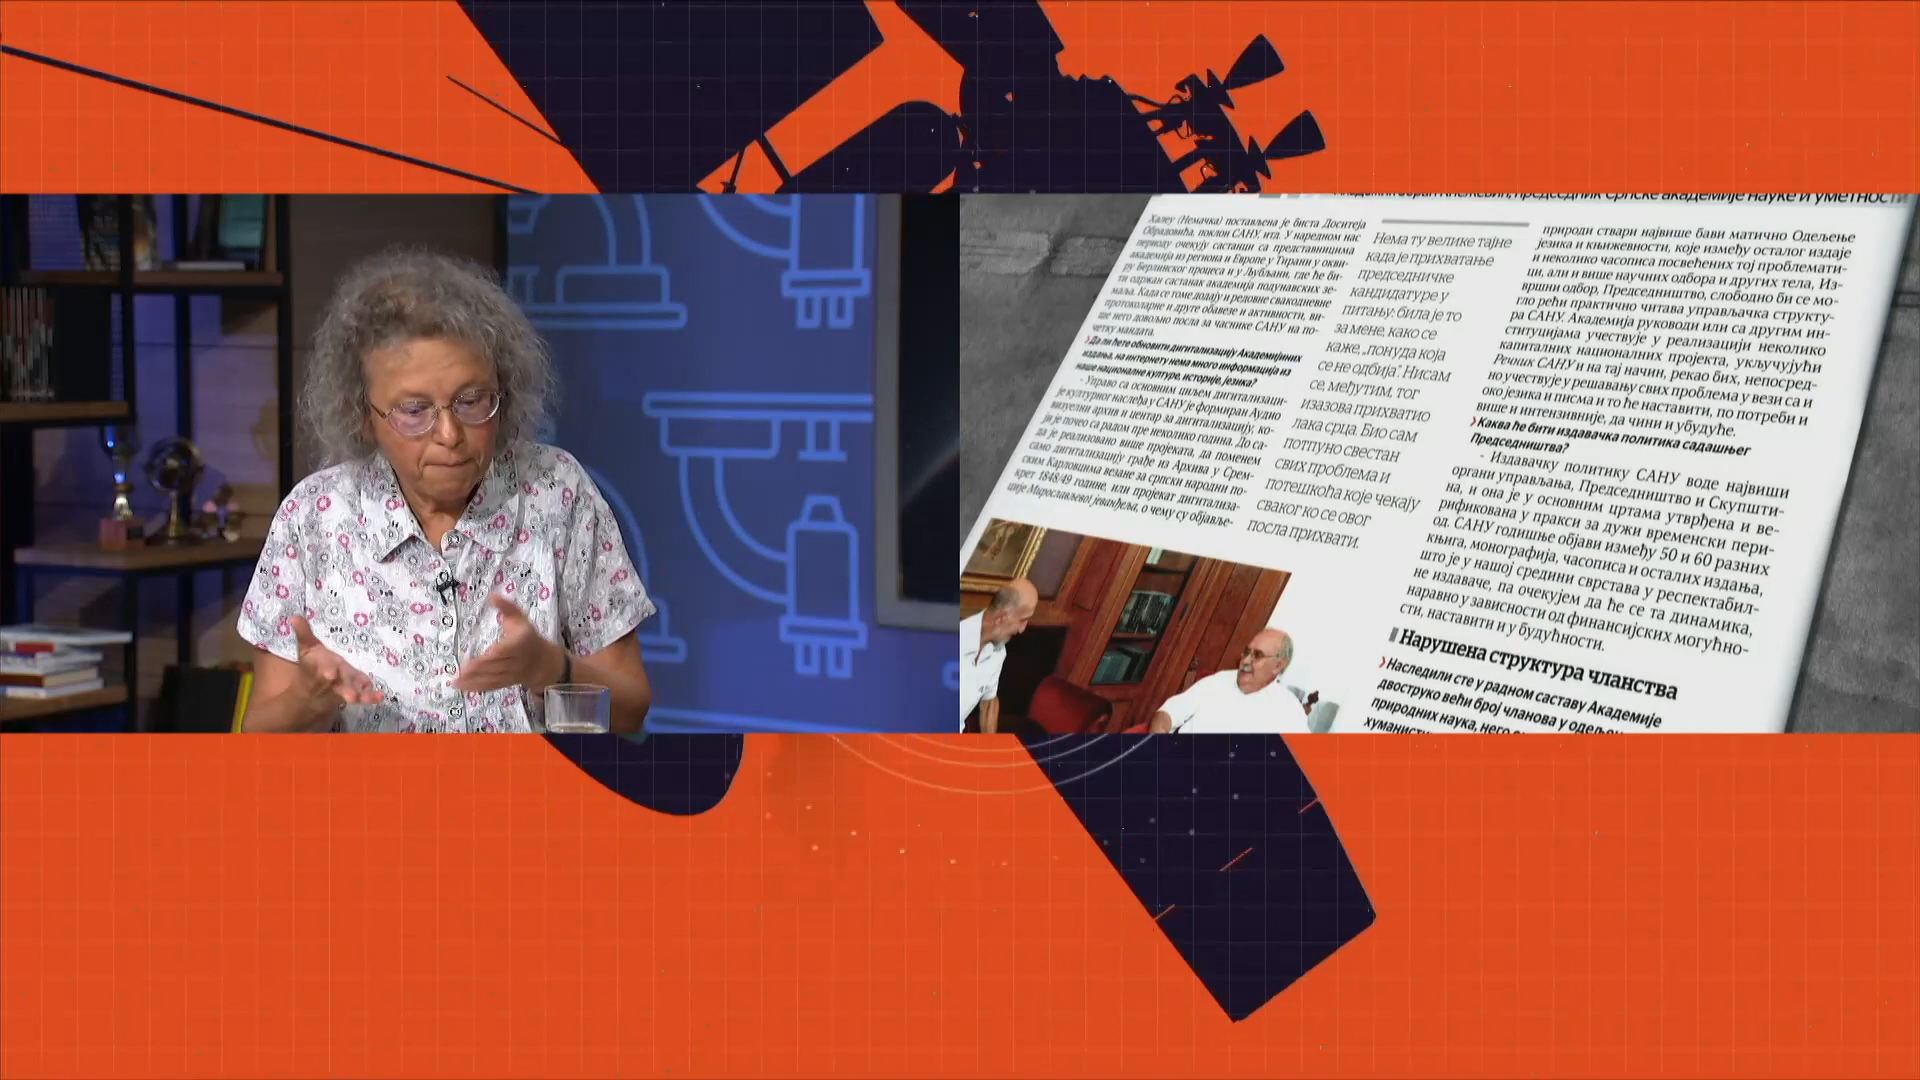 председник Српске академије науке и уметности
Халеу (Немачка) постављена је биста Доситеја
Обрадовића, поклон САНУ, итд. У наредном нас
периоду очекују састанци са представницима
академија из региона и Европе у Тирани у окви-
ру Берлинског процеса и у Љубљани, где ће би-
ти одржан састанак академија подунавских зе-
маља. Када се томе додају и редовне свакодневне
протоколарне и друге обавезе и активности, ви-
ше него довољно посла за часнике САНУ на по-
четку мандата.
Да ли ћете обновити дигитализацију Академијиних
издања, на интернету нема много информација из
наше националне културе, историје, језика?
- Управо са основним циљем дигитализаци-
је културног наслеђа у САНУ је формиран Аудио
визуелни архив и центар за дигитализацију, ко-
ји је почео са радом пре неколико година. До са-
да је реализовано више пројеката, да поменем
само дигитализацију грађе из Архива у Срем-
ским Карловцима везане за српски народни по-
крет 1848/49 године, или пројекат дигитализа-
ције Мирослављевог јеванђеља, о чему су објавље-
Нема ту велике тајне
када је прихватање
председничке
кандидатуре у
питању: била је то
за мене, како се
каже, „понуда која
се не одбија“. Нисам
се, међутим, тог
изазова прихватио
лака срца. Био сам
потпуно свестан
свих проблема и
потешкоћа које чекају
сваког ко се овог
посла прихвати.
природи ствари највише бави матично Одељење
језика и књижевности, које између осталог издаје
и неколико часописа посвећених тој проблемати-
ци, али и више научних одбора и других тела, Из-
вршни одбор, Председништво, слободно би се мо-
гло рећи практично читава управљачка структу-
ра САНУ. Академија руководи или са другим ин-
ституцијама учествује у реализацији неколико
капиталних националних пројекта, укључујући
Речник САНУ и на тај начин, рекао бих, непосред-
но учествује у решавању свих проблема у вези са и
око језика и писма и то ће наставити, по потреби и
више и интензивније, да чини и убудуће.
Каква ће бити издавачка политика садашњег
Председништва?
- Издавачку политику САНУ воде највиши
органи управљања, Председништво и Скупшти-
на, и она је у основним цртама утврђена и ве-
рификована у пракси за дужи временски пери-
од. САНУ годишње објави између 50 и 60 разних
књига, монографија, часописа и осталих издања,
што је у нашој средини сврстава у респектабил-
не издаваче, па очекујем да ће се та динамика,
наравно у зависности од финансијских могућно-
сти, наставити и у будућности.
Нарушена структура чланства
Наследили сте у радном саставу Академије
двоструко већи број чланова у одељењ
природних наука, него